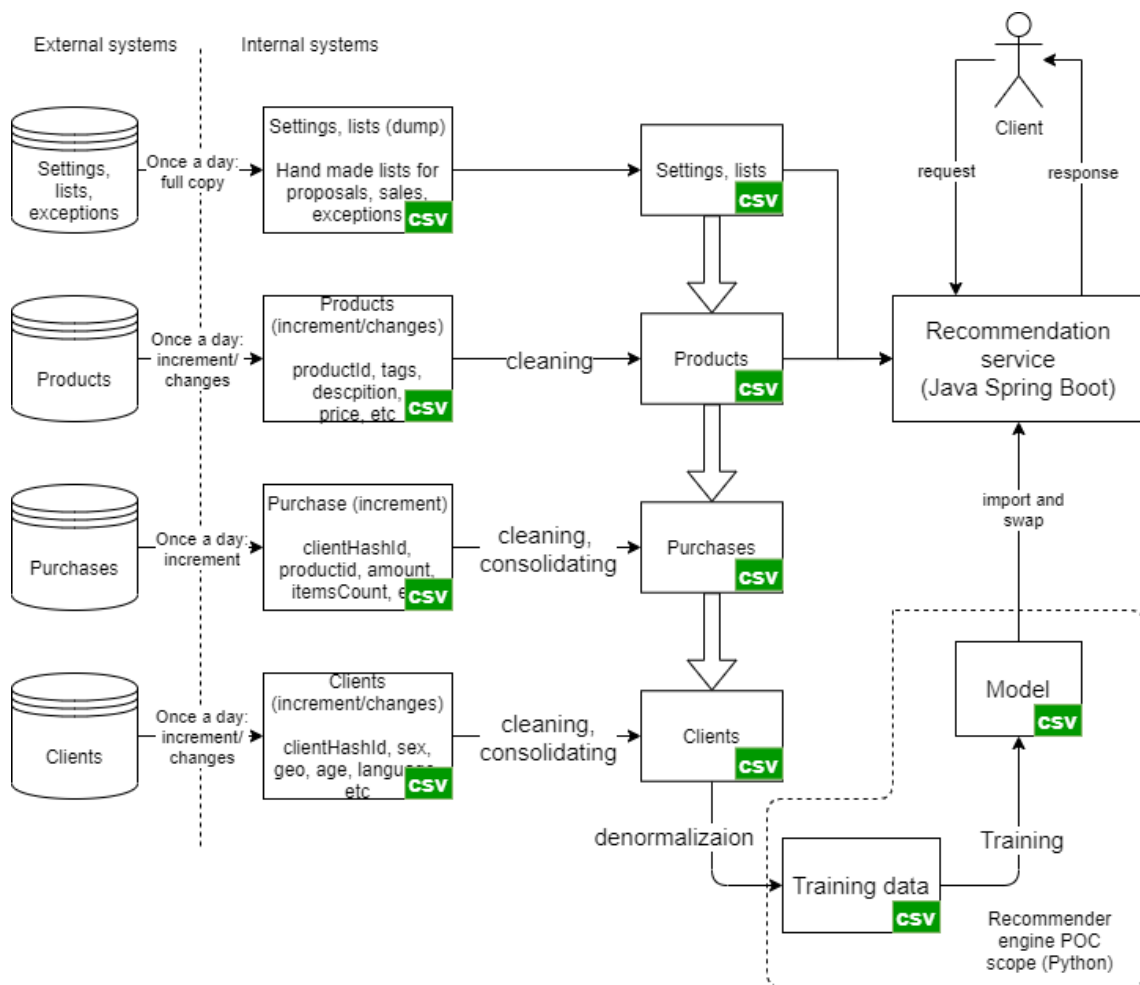 External systems
Internal systems
Settings,
lists,
exceptions
Once a day:
full copy
Settings, lists (dump)
Hand made lists for
proposals, sales,
exceptions
csv
Settings, lists
csv
Client
request
response
Products
Once a day:
increment/
changes
Products
(increment/changes)
productId, tags,
descpition,
price, etc
csv
cleaning
Products
csv
Recommendation
service
(Java Spring Boot)
Purchases
Once a day:
increment
Purchase (increment)
clientHashId,
productid, amount,
itemsCount,
csv
cleaning,
consolidating
Purchases
csv
import and
swap
Clients
Once a day:
increment/
changes
Clients
(increment/changes)
clientHashId, sex,
geo, age, language,
etc
csv
cleaning,
consolidating
Clients
csv
Model
csv
denormalizaion
Training data
csv
Training
Recommender
engine POC
scope (Python)